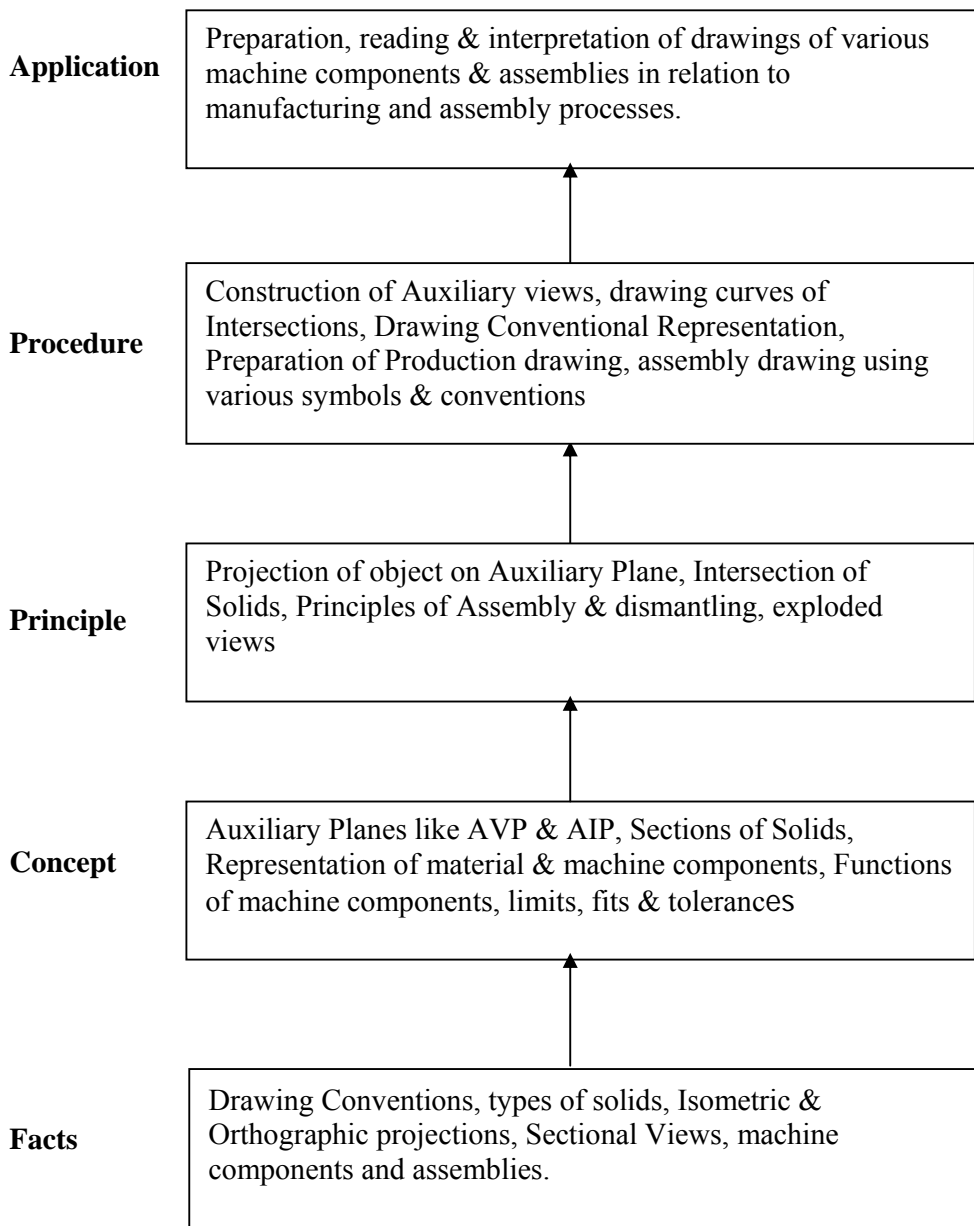 Application
Preparation, reading & interpretation of drawings of various
machine components & assemblies in relation to
manufacturing and assembly processes.
Procedure
Construction of Auxiliary views, drawing curves of
Intersections, Drawing Conventional Representation,
Preparation of Production drawing, assembly drawing using
various symbols & conventions
Principle
Projection of object on Auxiliary Plane, Intersection of
Solids, Principles of Assembly & dismantling, exploded
views
Concept
Auxiliary Planes like AVP & AIP, Sections of Solids,
Representation of material & machine components, Functions
of machine components, limits, fits & tolerances
Facts
Drawing Conventions, types of solids, Isometric &
Orthographic projections, Sectional Views, machine
components and assemblies.